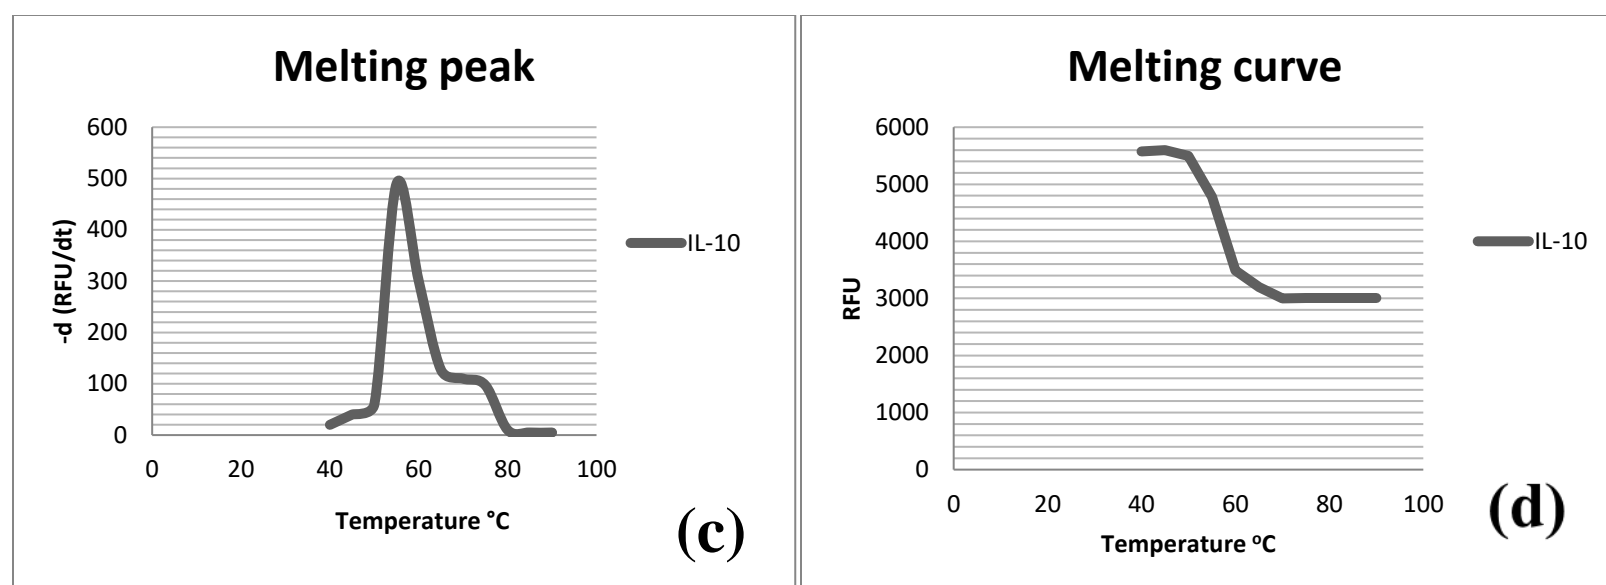 Melting peak
600
500
400
300
200
100
0
-d (RFU/dt)
0 20 40 60 80 100
Temperature °C
IL-10
(c)
Melting curve
6000
5000
4000
3000
2000
1000
0
RFU
0 20 40 60 80 100
Temperature ºC
IL-10
(d)